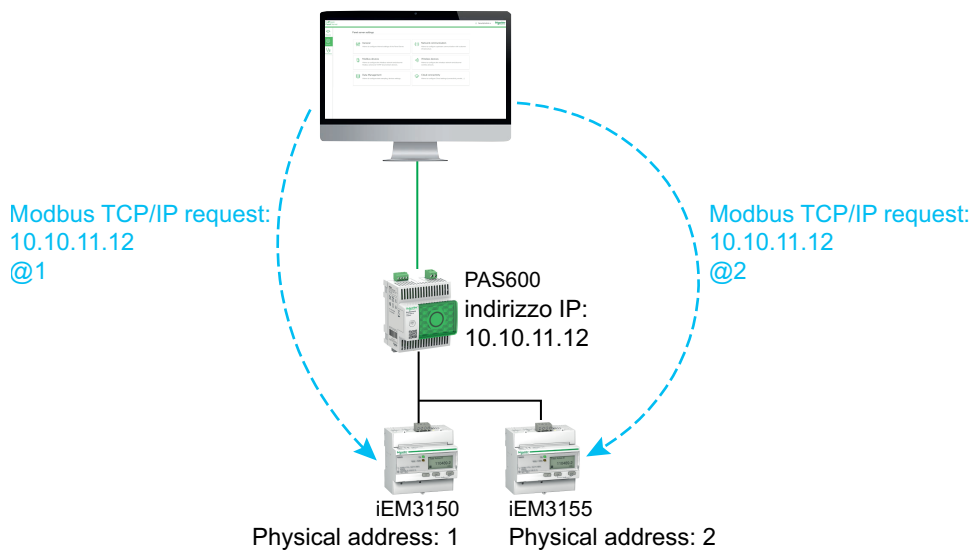 Modbus TCP/IP request:
10.10.11.12
@1
Modbus TCP/IP request:
10.10.11.12
@2
PAS600
indirizzo IP:
10.10.11.12
iEM3150
Physical address: 1
iEM3155
Physical address: 2